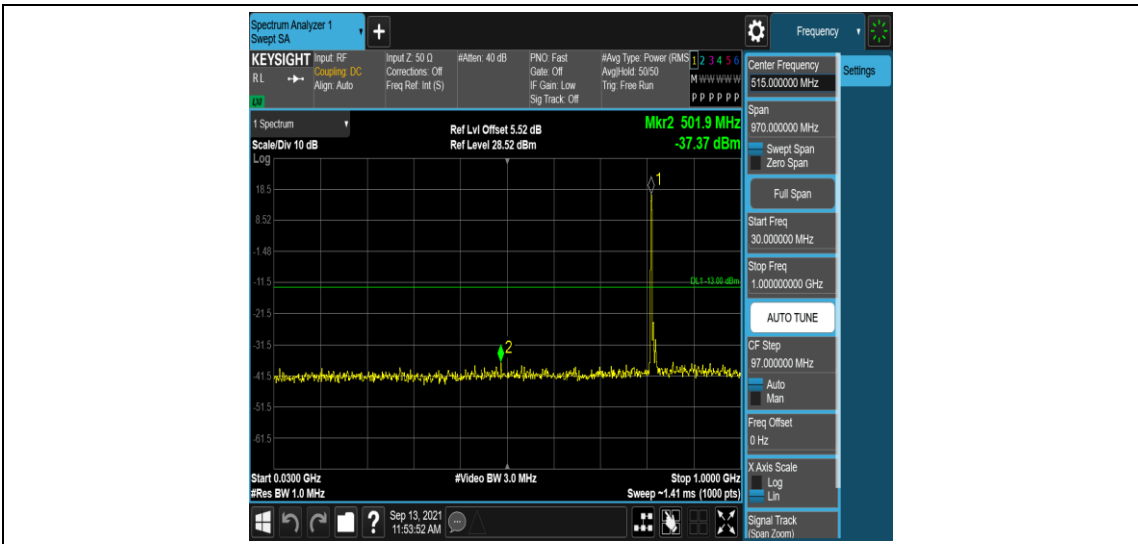 Spectrum Analyzer 1
Swept SA
+
Frequency
KEYSIGHT
RL
LXI
Input: RF
Coupling: DC
Align: Auto
Input Z: 50 Ω
Corrections: Off
Freq Ref: Int (S)
#Atten: 40 dB
PNO: Fast
Gate: Off
IF Gain: Low
Sig Track: Off
#Avg Type: Power (RMS
Avg|Hold: 50/50
Trig: Free Run
1 2 3 4 5 6
M W W W W W
P P P P P P
1 Spectrum
Scale/Div 10 dB
Log
Ref Lvl Offset 5.52 dB
Ref Level 28.52 dBm
Mkr2 501.9 MHz
-37.37 dBm
1
18.5
8.52
-1.48
-11.5
DL1 -13.00 dBm
-21.5
-31.5
2
-41.5
-51.5
-61.5
Start 0.0300 GHz
#Res BW 1.0 MHz
#Video BW 3.0 MHz
Stop 1.0000 GHz
Sweep ~1.41 ms (1000 pts)
?
Sep 13, 2021
11:53:52 AM
Center Frequency
515.000000 MHz
Settings
Span
970.000000 MHz
Swept Span
Zero Span
Full Span
Start Freq
30.000000 MHz
Stop Freq
1.000000000 GHz
AUTO TUNE
CF Step
97.000000 MHz
Auto
Man
Freq Offset
0 Hz
X Axis Scale
Log
Lin
Signal Track
(Span Zoom)